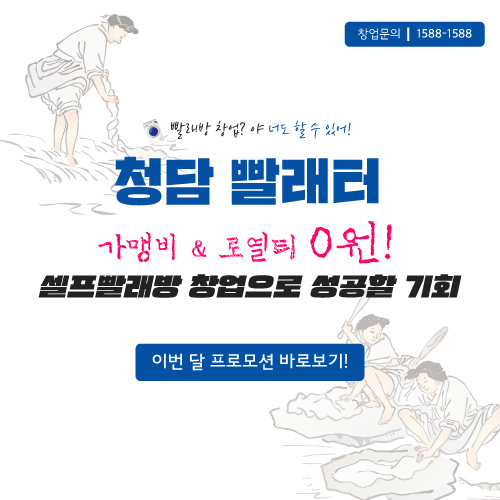 창업문의 | 1588-1588
빨래방 창업? 야 너도 할 수 있어!
청담 빨래터
가맹비 & 로열티 0원!
셀프빨래방 창업으로 성공할 기회
이번 달 프로모션 바로보기!